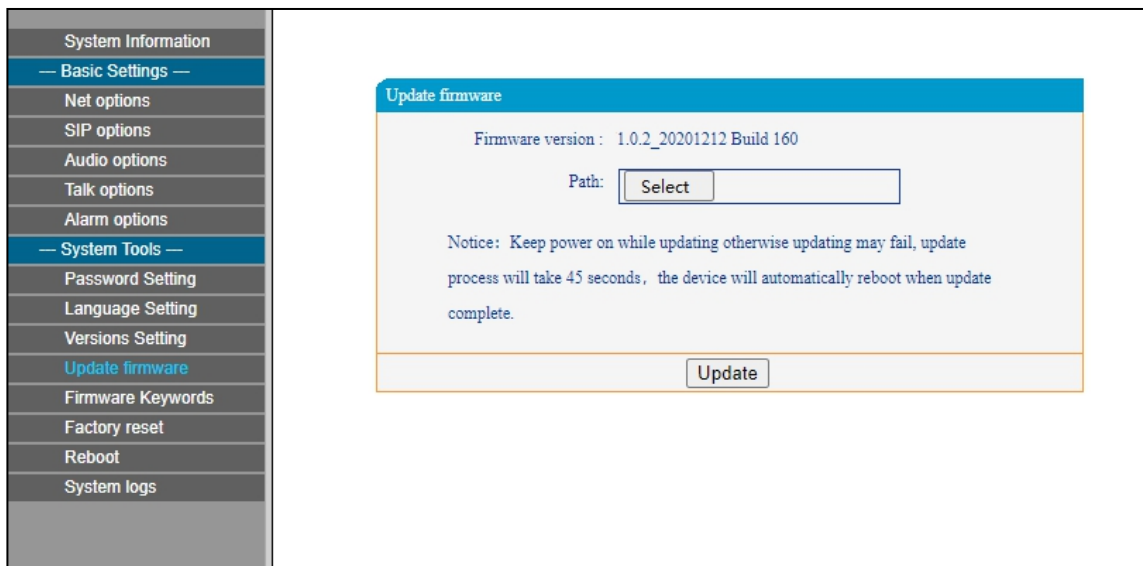 System Information
— Basic Settings —
Net options
SIP options
Audio options
Talk options
Alarm options
— System Tools —
Password Setting
Language Setting
Versions Setting
Update firmware
Firmware Keywords
Factory reset
Reboot
System logs
Update firmware
Firmware version : 1.0.2_20201212 Build 160
Path: Select
Notice： Keep power on while updating otherwise updating may fail, update
process will take 45 seconds， the device will automatically reboot when update
complete.
Update